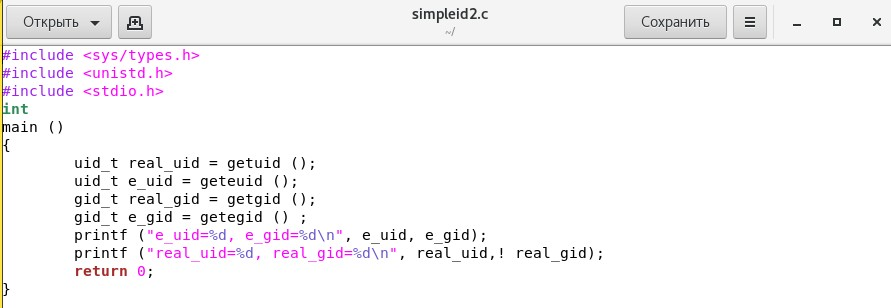 Открыть
simpleid2.c
~/
Сохранить
#include <sys/types.h>
#include <unistd.h>
#include <stdio.h>
int
main ()
{
        uid_t real_uid = getuid ();
        uid_t e_uid = geteuid ();
        gid_t real_gid = getgid ();
        gid_t e_gid = getegid () ;
        printf ("e_uid=%d, e_gid=%d\n", e_uid, e_gid);
        printf ("real_uid=%d, real_gid=%d\n", real_uid,! real_gid);
        return 0;
}